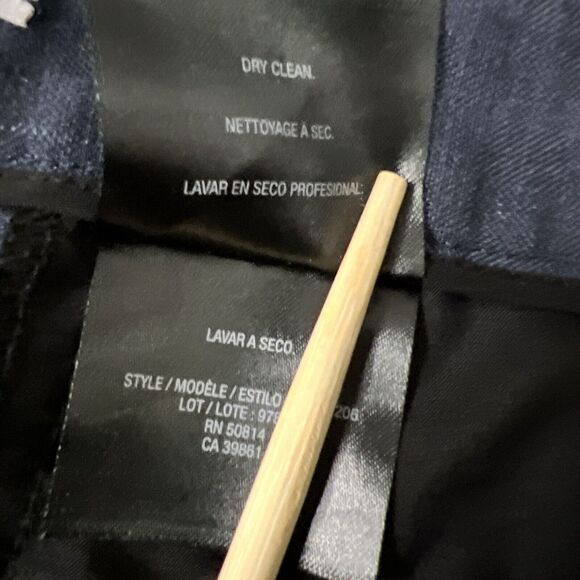 DRY CLEAN.
NETTOYAGE À SEC.
LAVAR EN SECO PROFESIONAL.
LAVAR A SECO.
STYLE / MODÈLE / ESTILO
LOT / LOTE :
RN 50814
CA 39861